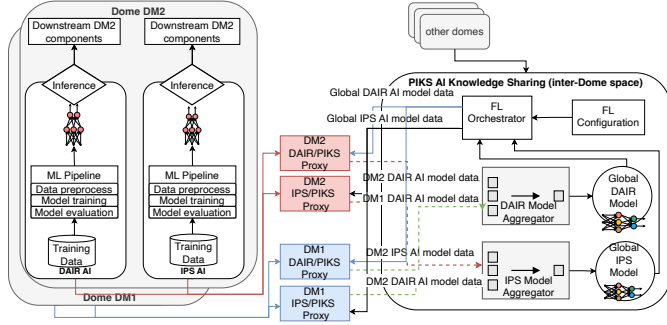 Dome DM2
Downstream DM2
components
Downstream DM2
components
Inference
Inference
ML Pipeline
Data preprocess
Model training
Model evaluation
ML Pipeline
Data preprocess
Model training
Model evaluation
Training
Data
Training
Data
DAIR AI
IPS AI
Dome DM1
DM2
DAIR/PIKS
Proxy
DM2
IPS/PIKS
Proxy
DM1
DAIR/PIKS
Proxy
DM1
IPS/PIKS
Proxy
other domes
PIKS AI Knowledge Sharing (inter-Dome space)
Global DAIR AI model data
Global IPS AI model data
FL
Orchestrator
FL
Configuration
DM2 DAIR AI model data
DM1 DAIR AI model data
DM2 IPS AI model data
DM2 DAIR AI model data
DAIR Model
Aggregator
Global
DAIR
Model
IPS Model
Aggregator
Global
IPS
Model